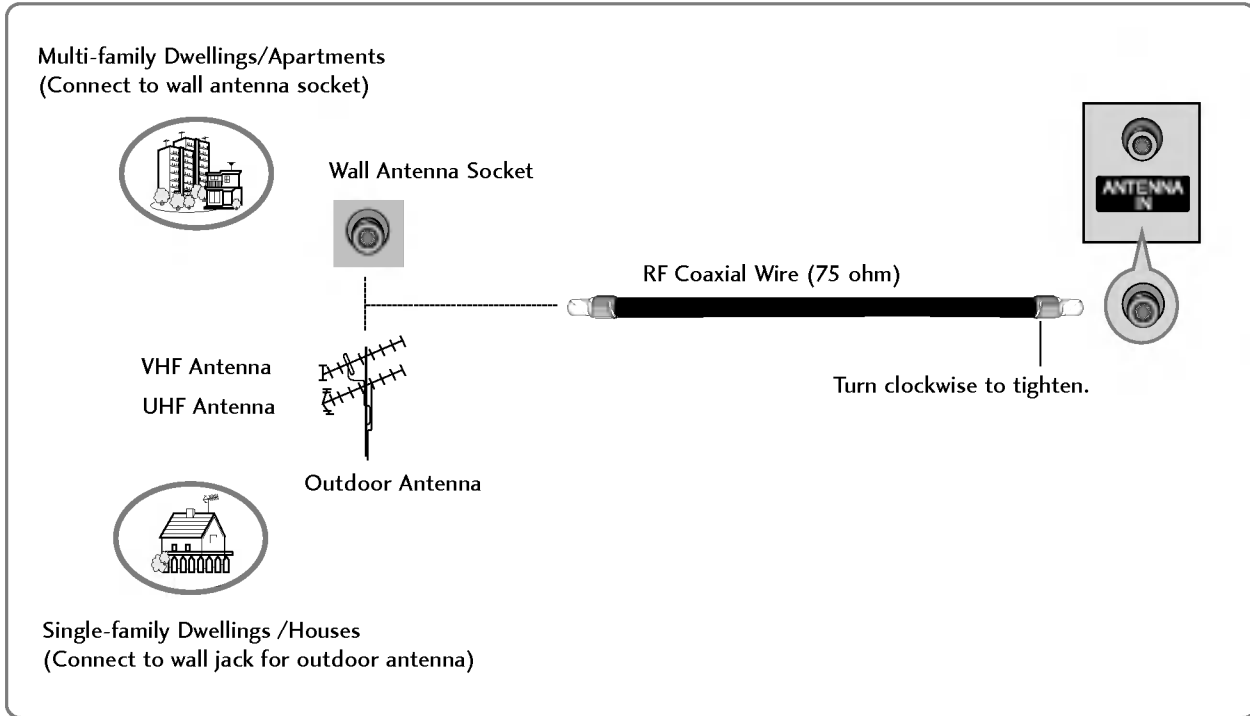 Multi-family Dwellings/Apartments
(Connect to wall antenna socket)
Wall Antenna Socket
ANTENNA
IN
RF Coaxial Wire (75 ohm)
VHF Antenna
UHF Antenna
Turn clockwise to tighten.
Outdoor Antenna
Single-family Dwellings /Houses
(Connect to wall jack for outdoor antenna)